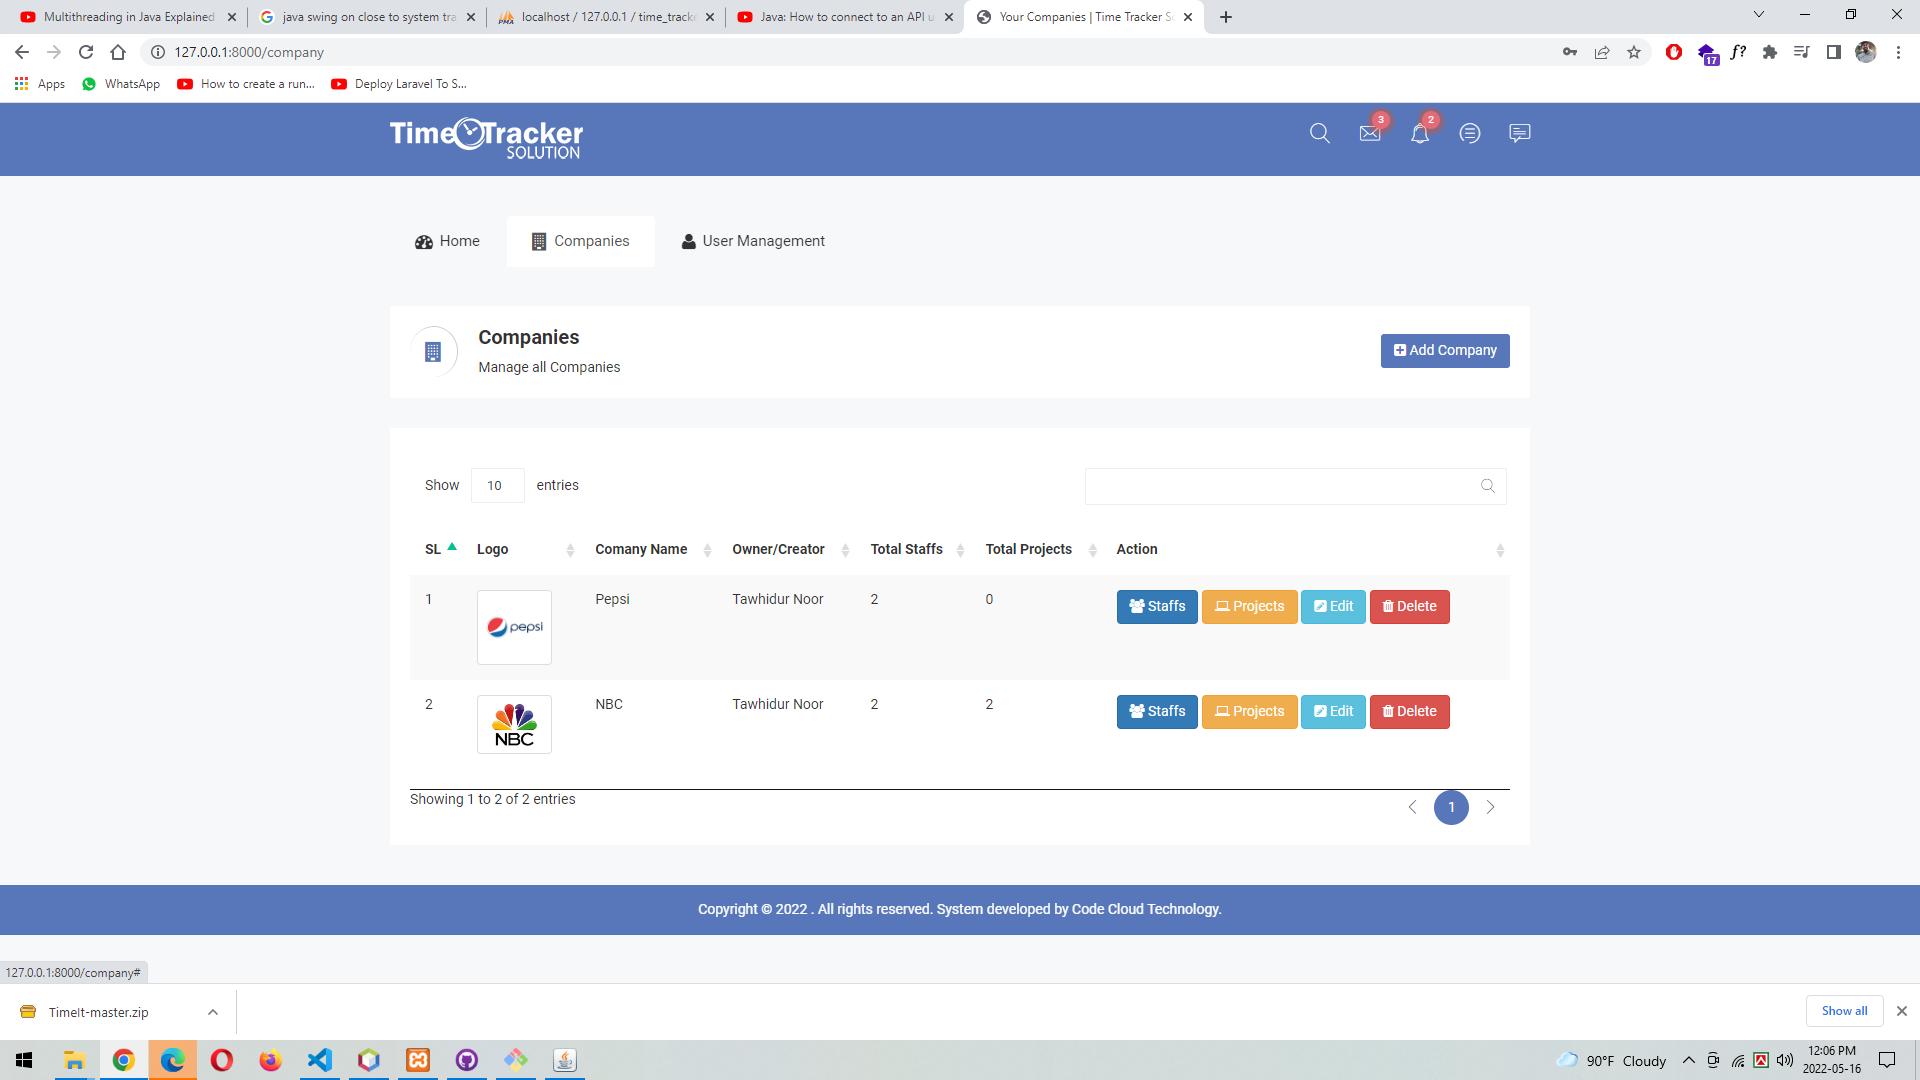 Multithreading in Java Explained
java swing on close to system tra
localhost / 127.0.0.1 / time_tracke
Java: How to connect to an API u
Your Companies | Time Tracker S
127.0.0.1:8000/company
17
f?
Apps
WhatsApp
How to create a run...
Deploy Laravel To S...
Time Tracker
SOLUTION
3
2
Home
Companies
User Management
Companies
Manage all Companies
Add Company
Show 10 entries
SL Logo Comany Name Owner/Creator Total Staffs Total Projects Action
1 pepsi Pepsi Tawhidur Noor 2 0 Staffs Projects Edit Delete
2 NBC NBC Tawhidur Noor 2 2 Staffs Projects Edit Delete
Showing 1 to 2 of 2 entries
1
Copyright © 2022 . All rights reserved. System developed by Code Cloud Technology.
127.0.0.1:8000/company#
TimeIt-master.zip
Show all
90°F Cloudy
12:06 PM
2022-05-16